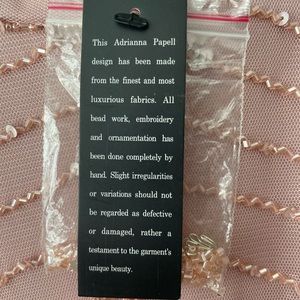 This Adrianna Papell
design has been made
from the finest and most
luxurious fabrics. All
bead work, embroidery
and ornamentation has
been done completely by
hand. Slight irregularities
or variations should not
be regarded as defective
or damaged, rather a
testament to the garment's
unique beauty.